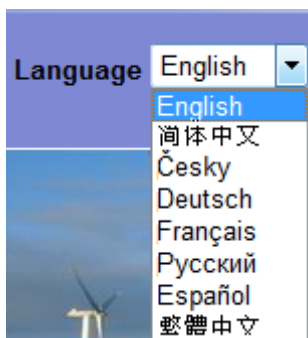 Language English
English
简体中文
Česky
Deutsch
Français
Русский
Español
繁體中文